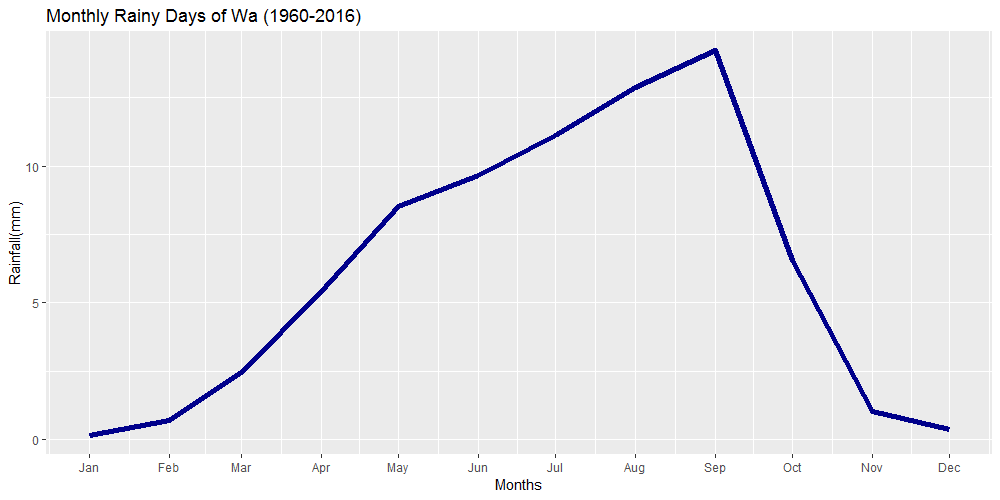 Monthly Rainy Days of Wa (1960-2016)
Rainfall(mm)
10
5
0
Jan Feb Mar Apr May Jun Jul Aug Sep Oct Nov Dec
Months